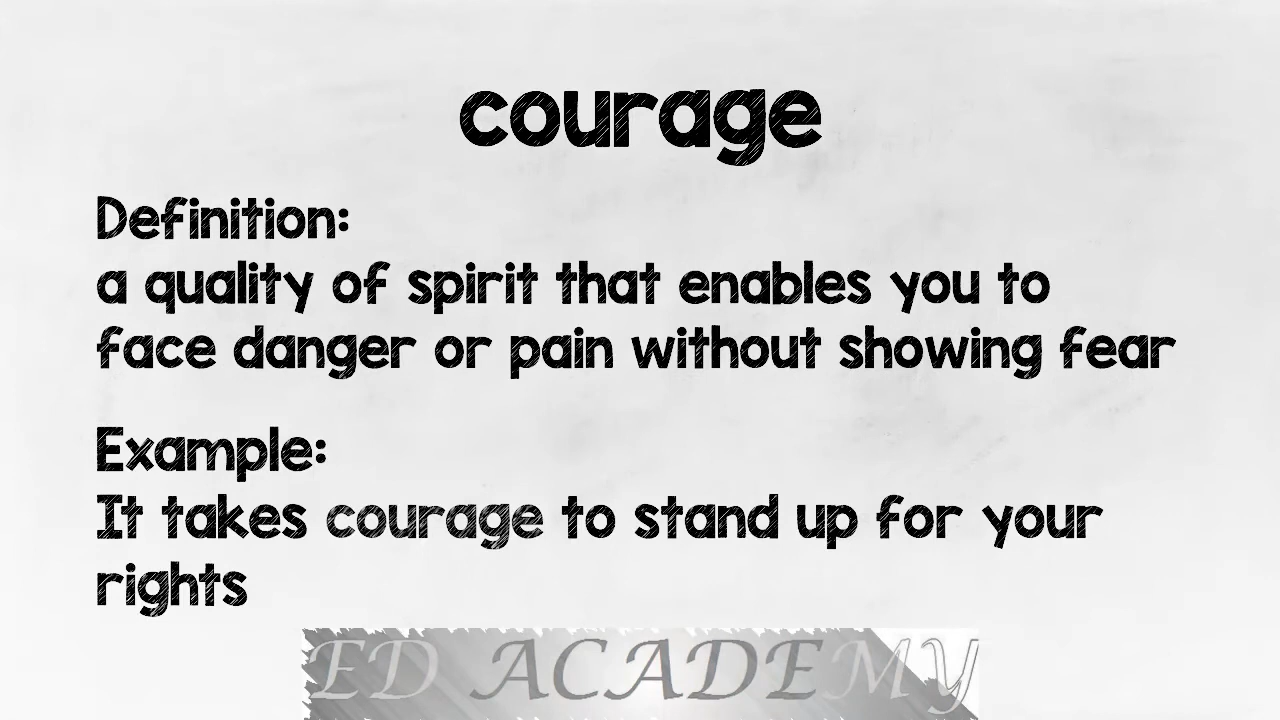 courage
Definition:
a quality of spirit that enables you to
face danger or pain without showing fear
Example:
It takes courage to stand up for your
rights
ED ACADEMY